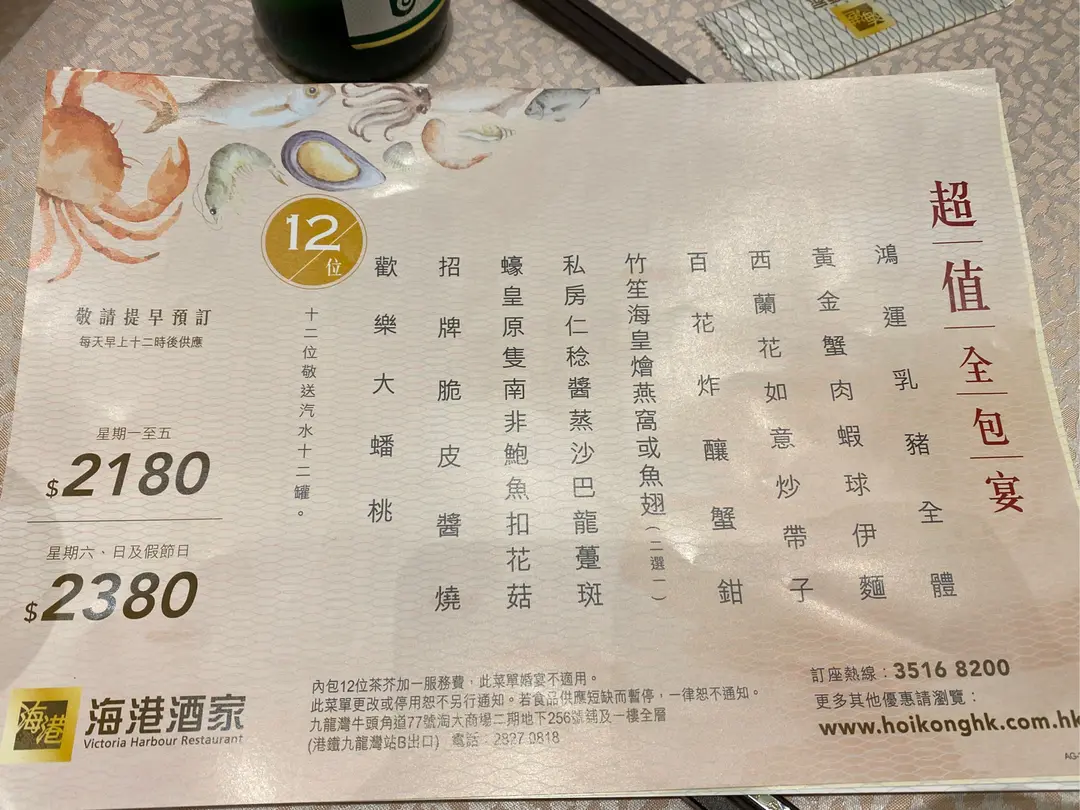 超值全包宴
鴻運乳豬全體
黃金蟹肉蝦球伊麵
西蘭花如意炒帶子
百花炸釀蟹鉗
竹笙海皇燴燕窩或魚翅(二選一)
私房仁稔醬蒸沙巴龍躉斑
蠔皇原隻南非鮑魚扣花菇
招牌脆皮醬燒
歡樂大蟠桃
12位
十二位敬送汽水十二罐。
敬請提早預訂
每天早上十二時後供應
星期一至五
$2180
星期六、日及假節日
$2380
海港
海港酒家
Victoria Harbour Restaurant
內包12位茶芥加一服務費，此菜單婚宴不適用。
此菜單更改或停用恕不另行通知。若食品供應短缺而暫停，一律恕不通知。
九龍灣牛頭角道77號淘大商場二期地下256號鋪及一樓全層
(港鐵九龍灣站B出口) 電話：
訂座熱線：3516 8200
更多其他優惠請瀏覽：
www.hoikonghk.com.hk